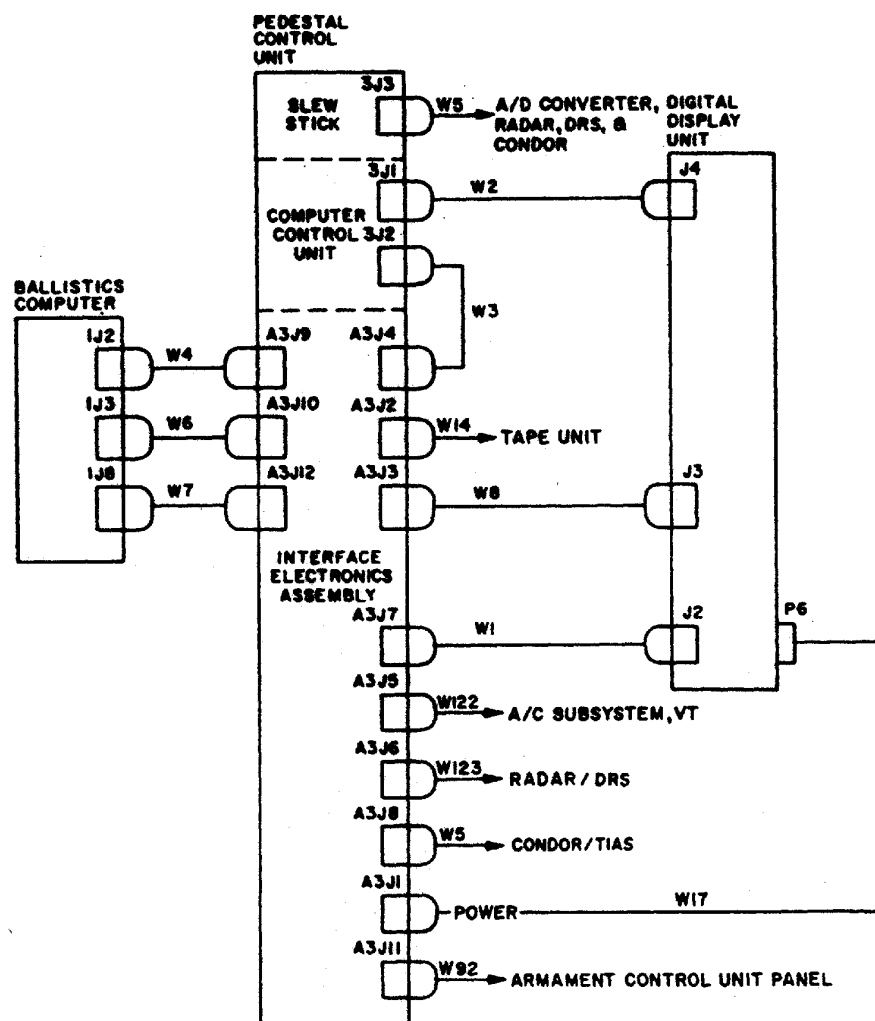 PEDESTAL
CONTROL
UNIT
3J3
SLEW
STICK
W5
A/D CONVERTER,
RADAR, DRS, &
CONDOR
DIGITAL
DISPLAY
UNIT
3J1
W2
J4
COMPUTER
CONTROL
UNIT
3J2
W3
BALLISTICS
COMPUTER
1J2
W4
A3J9
A3J4
1J3
W6
A3J10
A3J2
W14
TAPE UNIT
1J8
W7
A3J12
A3J3
W8
J3
INTERFACE
ELECTRONICS
ASSEMBLY
A3J7
W1
J2
P6
A3J5
W122
A/C SUBSYSTEM, VT
A3J6
W123
RADAR / DRS
A3J8
W5
CONDOR/TIAS
A3J1
POWER
W17
A3J11
W92
ARMAMENT CONTROL UNIT PANEL